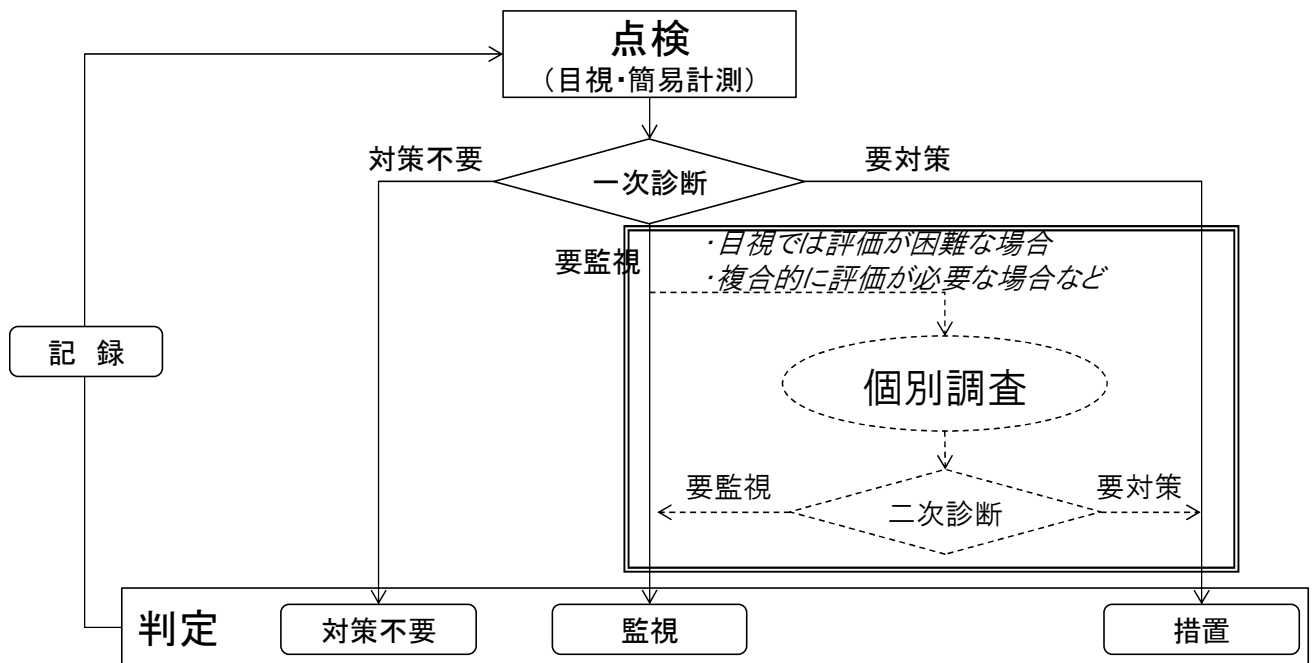 点検
（目視・簡易計測）
対策不要
一次診断
要対策
要監視
・目視では評価が困難な場合
・複合的に評価が必要な場合など
記 録
個別調査
要監視
二次診断
要対策
判定
対策不要
監視
措置